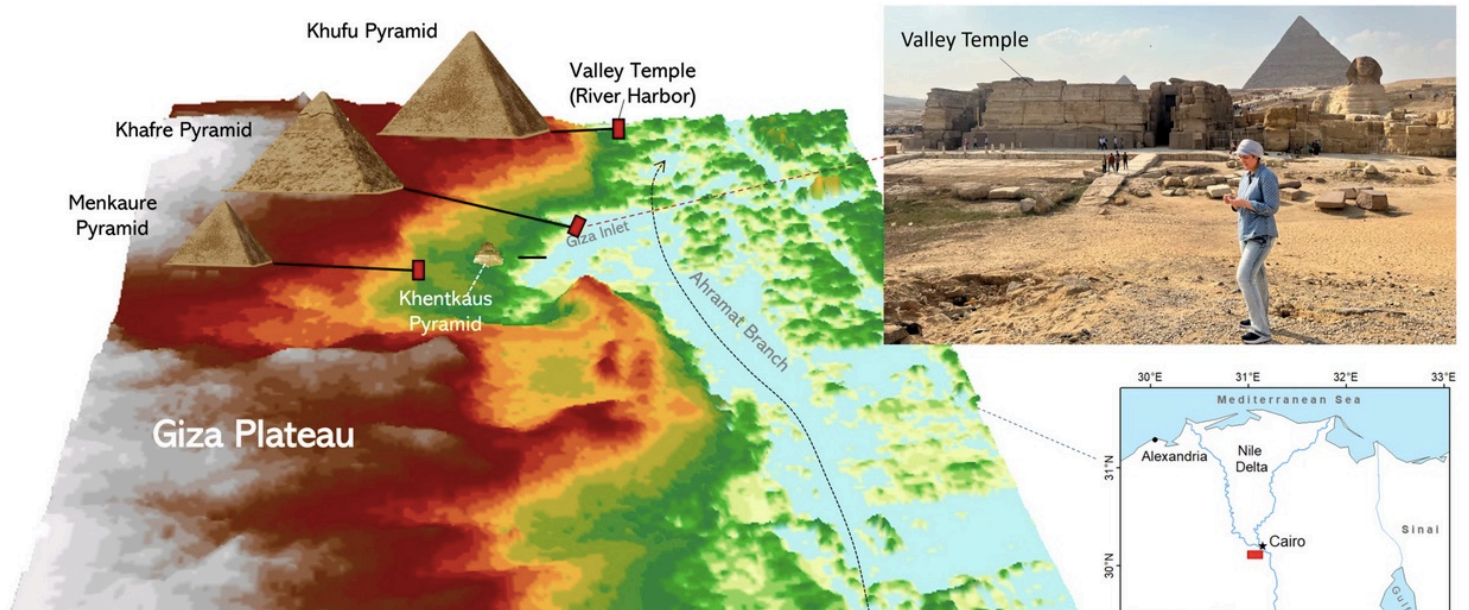 Khufu Pyramid
Valley Temple
(River Harbor)
Khafre Pyramid
Menkaure
Pyramid
Giza Inlet
Khentkaus
Pyramid
Ahramat Branch
Giza Plateau
Valley Temple
30°E
31°E
32°E
33°E
Mediterranean Sea
Alexandria
Nile
Delta
31°N
Sinai
Cairo
30°N